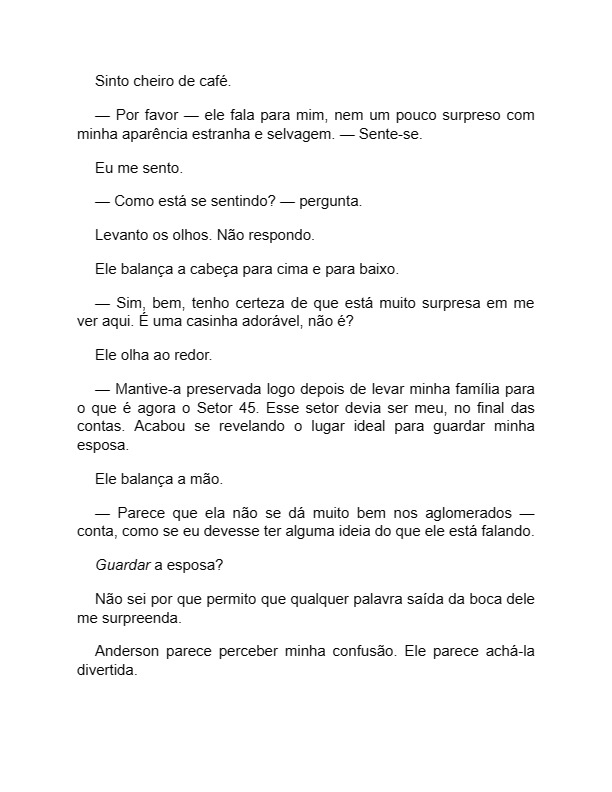 Sinto cheiro de café.
— Por favor — ele fala para mim, nem um pouco surpreso com
minha aparência estranha e selvagem. — Sente-se.
Eu me sento.
— Como está se sentindo? — pergunta.
Levanto os olhos. Não respondo.
Ele balança a cabeça para cima e para baixo.
— Sim, bem, tenho certeza de que está muito surpresa em me
ver aqui. É uma casinha adorável, não é?
Ele olha ao redor.
— Mantive-a preservada logo depois de levar minha família para
o que é agora o Setor 45. Esse setor devia ser meu, no final das
contas. Acabou se revelando o lugar ideal para guardar minha
esposa.
Ele balança a mão.
— Parece que ela não se dá muito bem nos aglomerados —
conta, como se eu devesse ter alguma ideia do que ele está falando.
Guardar a esposa?
Não sei por que permito que qualquer palavra saída da boca dele
me surpreenda.
Anderson parece perceber minha confusão. Ele parece achá-la
divertida.